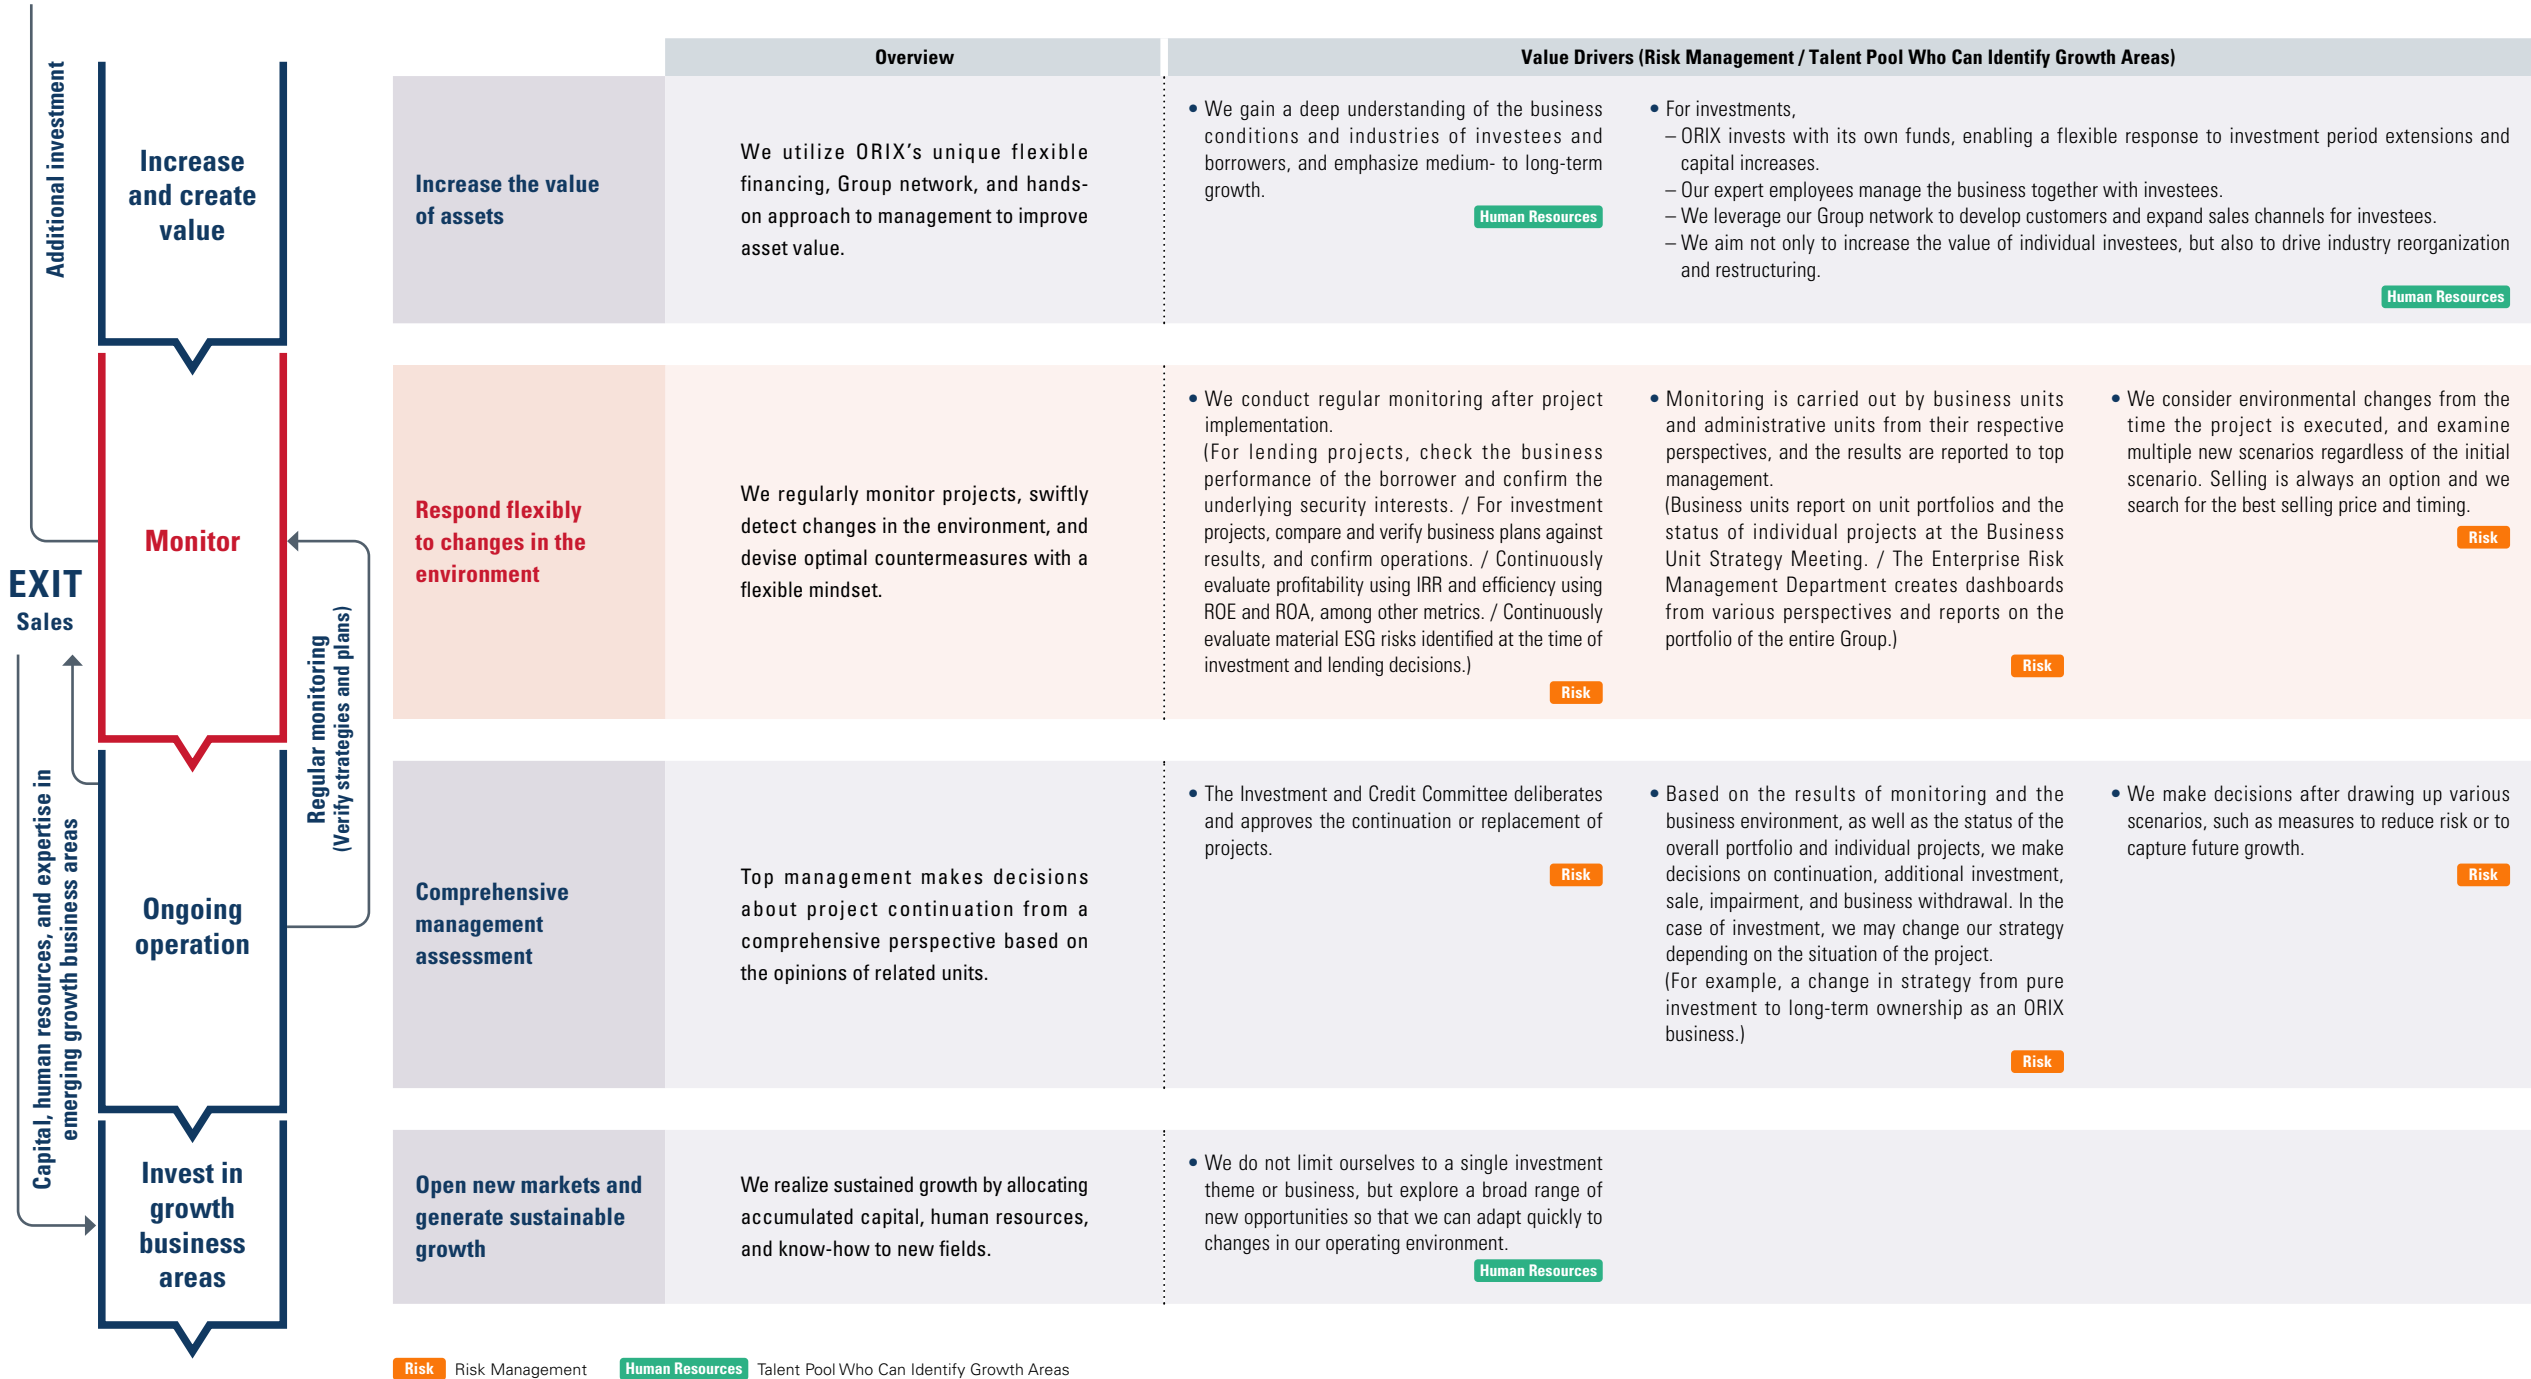 Overview
Value Drivers (Risk Management / Talent Pool Who Can Identify Growth Areas)
Additional investment
Increase
and create
value
Increase the value
of assets
We utilize ORIX's unique flexible
financing, Group network, and hands-
on approach to management to improve
asset value.
• We gain a deep understanding of the business
conditions and industries of investees and
borrowers, and emphasize medium- to long-term
growth.
Human Resources
• For investments,
– ORIX invests with its own funds, enabling a flexible response to investment period extensions and
capital increases.
– Our expert employees manage the business together with investees.
– We leverage our Group network to develop customers and expand sales channels for investees.
– We aim not only to increase the value of individual investees, but also to drive industry reorganization
and restructuring.
Human Resources
Monitor
EXIT
Sales
Regular monitoring
(Verify strategies and plans)
Respond flexibly
to changes in the
environment
We regularly monitor projects, swiftly
detect changes in the environment, and
devise optimal countermeasures with a
flexible mindset.
• We conduct regular monitoring after project
implementation.
(For lending projects, check the business
performance of the borrower and confirm the
underlying security interests. / For investment
projects, compare and verify business plans against
results, and confirm operations. / Continuously
evaluate profitability using IRR and efficiency using
ROE and ROA, among other metrics. / Continuously
evaluate material ESG risks identified at the time of
investment and lending decisions.)
Risk
• Monitoring is carried out by business units
and administrative units from their respective
perspectives, and the results are reported to top
management.
(Business units report on unit portfolios and the
status of individual projects at the Business
Unit Strategy Meeting. / The Enterprise Risk
Management Department creates dashboards
from various perspectives and reports on the
portfolio of the entire Group.)
Risk
• We consider environmental changes from the
time the project is executed, and examine
multiple new scenarios regardless of the initial
scenario. Selling is always an option and we
search for the best selling price and timing.
Risk
Capital, human resources, and expertise in
emerging growth business areas
Ongoing
operation
Comprehensive
management
assessment
Top management makes decisions
about project continuation from a
comprehensive perspective based on
the opinions of related units.
• The Investment and Credit Committee deliberates
and approves the continuation or replacement of
projects.
Risk
• Based on the results of monitoring and the
business environment, as well as the status of the
overall portfolio and individual projects, we make
decisions on continuation, additional investment,
sale, impairment, and business withdrawal. In the
case of investment, we may change our strategy
depending on the situation of the project.
(For example, a change in strategy from pure
investment to long-term ownership as an ORIX
business.)
Risk
• We make decisions after drawing up various
scenarios, such as measures to reduce risk or to
capture future growth.
Risk
Invest in
growth
business
areas
Open new markets and
generate sustainable
growth
We realize sustained growth by allocating
accumulated capital, human resources,
and know-how to new fields.
• We do not limit ourselves to a single investment
theme or business, but explore a broad range of
new opportunities so that we can adapt quickly to
changes in our operating environment.
Human Resources
Risk Risk Management Human Resources Talent Pool Who Can Identify Growth Areas